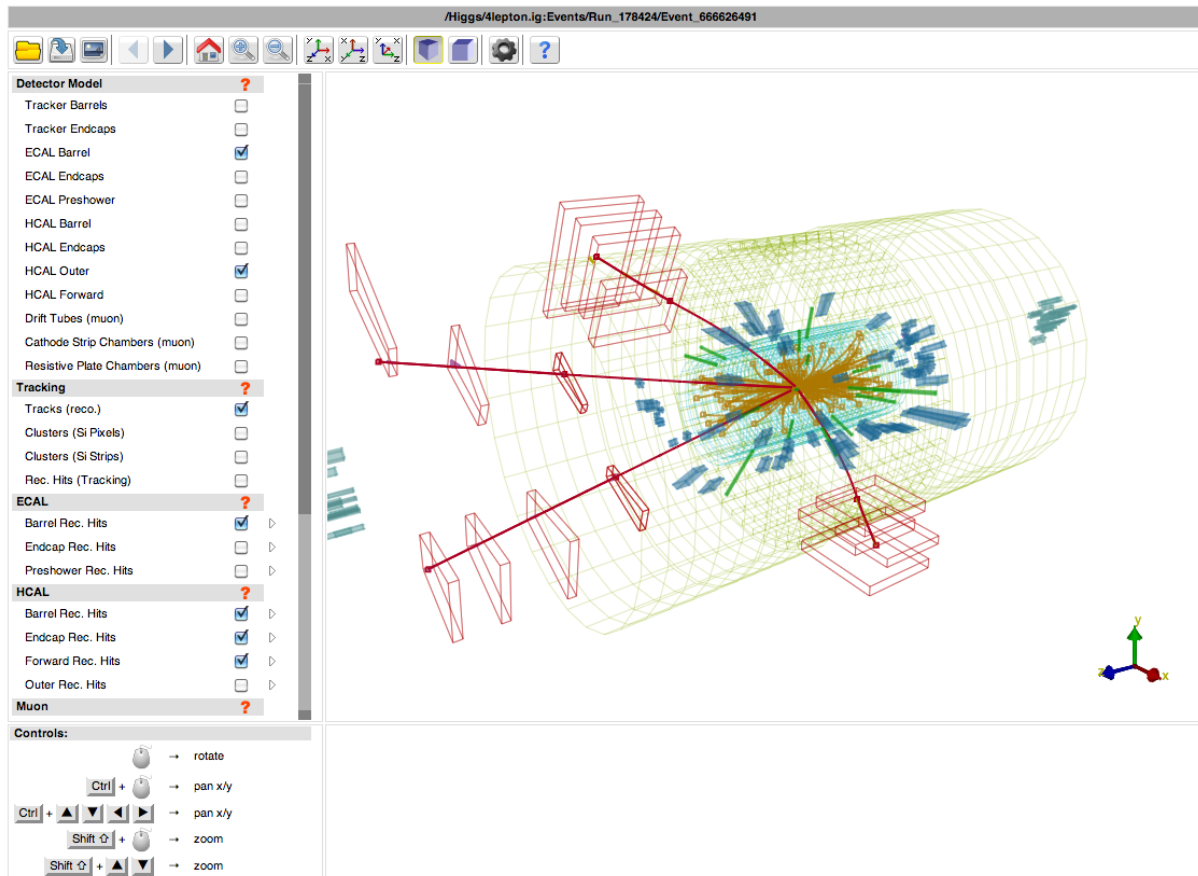 /Higgs/4lepton.ig:Events/Run_178424/Event_666626491
Detector Model ?
Tracker Barrels
Tracker Endcaps
ECAL Barrel
ECAL Endcaps
ECAL Preshower
HCAL Barrel
HCAL Endcaps
HCAL Outer
HCAL Forward
Drift Tubes (muon)
Cathode Strip Chambers (muon)
Resistive Plate Chambers (muon)
Tracking ?
Tracks (reco.)
Clusters (Si Pixels)
Clusters (Si Strips)
Rec. Hits (Tracking)
ECAL ?
Barrel Rec. Hits
Endcap Rec. Hits
Preshower Rec. Hits
HCAL ?
Barrel Rec. Hits
Endcap Rec. Hits
Forward Rec. Hits
Outer Rec. Hits
Muon ?
Controls:
→ rotate
Ctrl + → pan x/y
Ctrl + ▲ ▼ ◀ ▶ → pan x/y
Shift ⇧ + → zoom
Shift ⇧ + ▲ ▼ → zoom
y
z
x